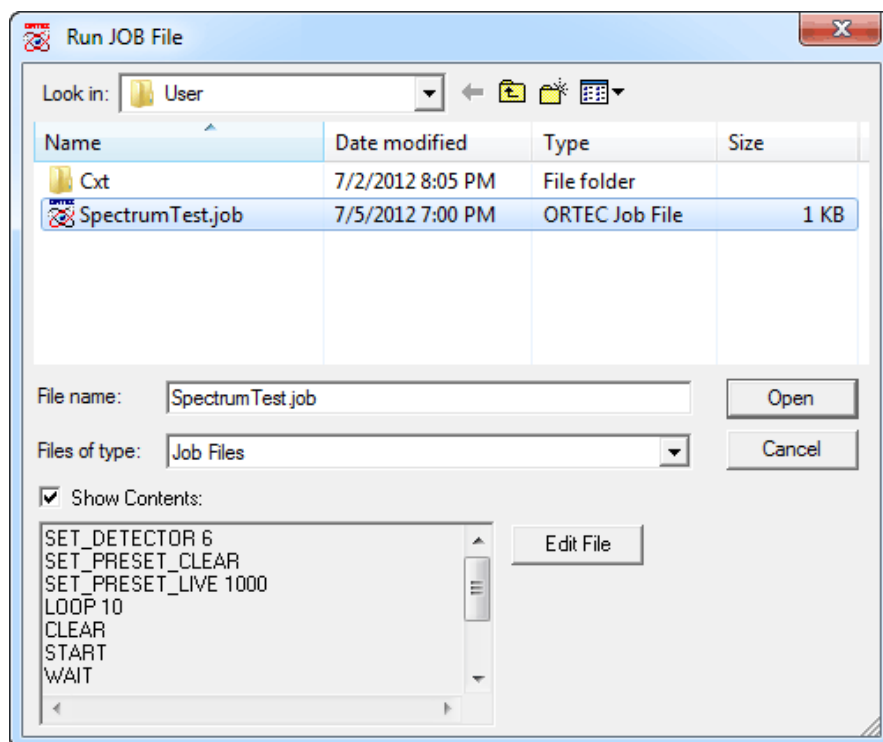 Run JOB File
Look in: User
Name Date modified Type Size
Cxt 7/2/2012 8:05 PM File folder
SpectrumTest.job 7/5/2012 7:00 PM ORTEC Job File 1 KB
File name: SpectrumTest.job Open
Files of type: Job Files Cancel
Show Contents:
SET_DETECTOR 6
SET_PRESET_CLEAR
SET_PRESET_LIVE 1000
LOOP 10
CLEAR
START
WAIT
Edit File